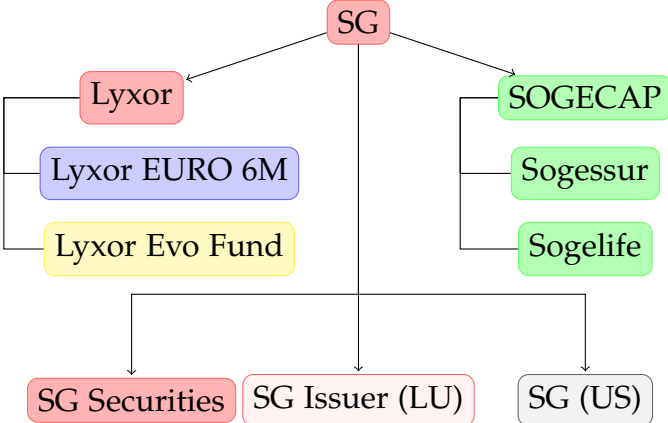 SG
Lyxor
SOGECAP
Lyxor EURO 6M
Sogessur
Lyxor Evo Fund
Sogelife
SG Securities
SG Issuer (LU)
SG (US)